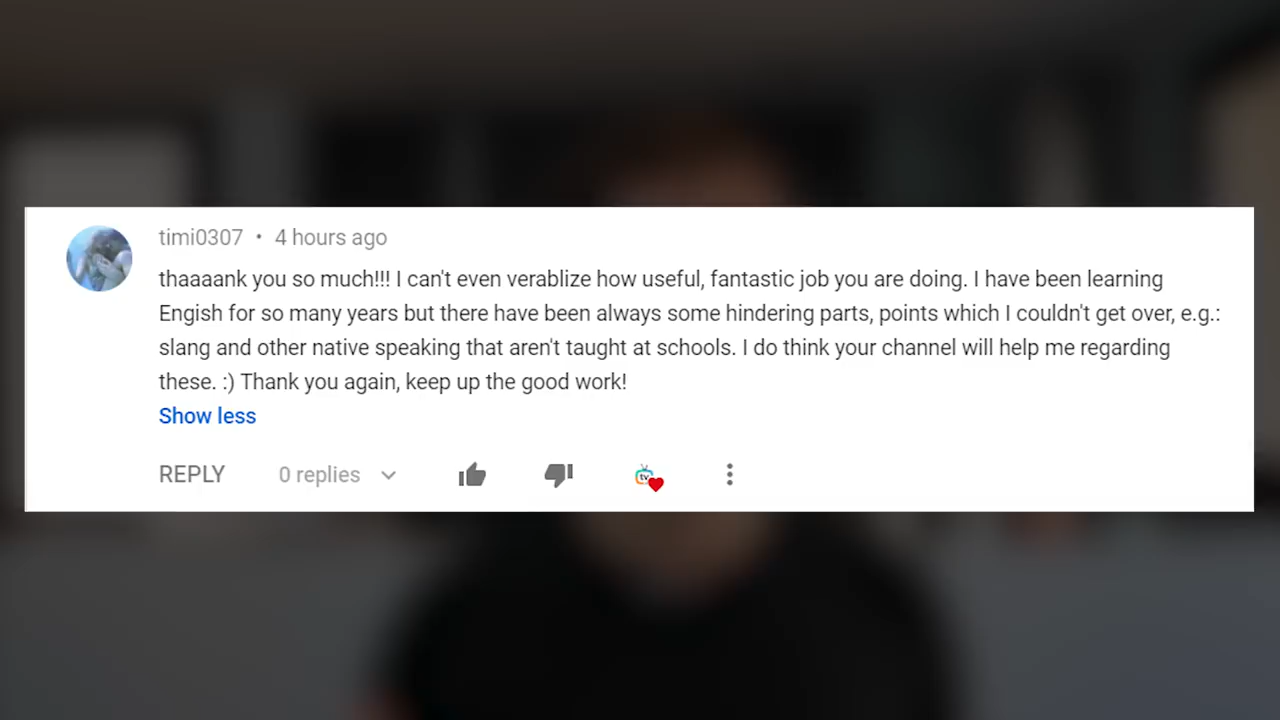 timi0307 • 4 hours ago
thaaaank you so much!!! I can't even verablize how useful, fantastic job you are doing. I have been learning
Engish for so many years but there have been always some hindering parts, points which I couldn't get over, e.g.:
slang and other native speaking that aren't taught at schools. I do think your channel will help me regarding
these. :) Thank you again, keep up the good work!
Show less
REPLY 0 replies
tv